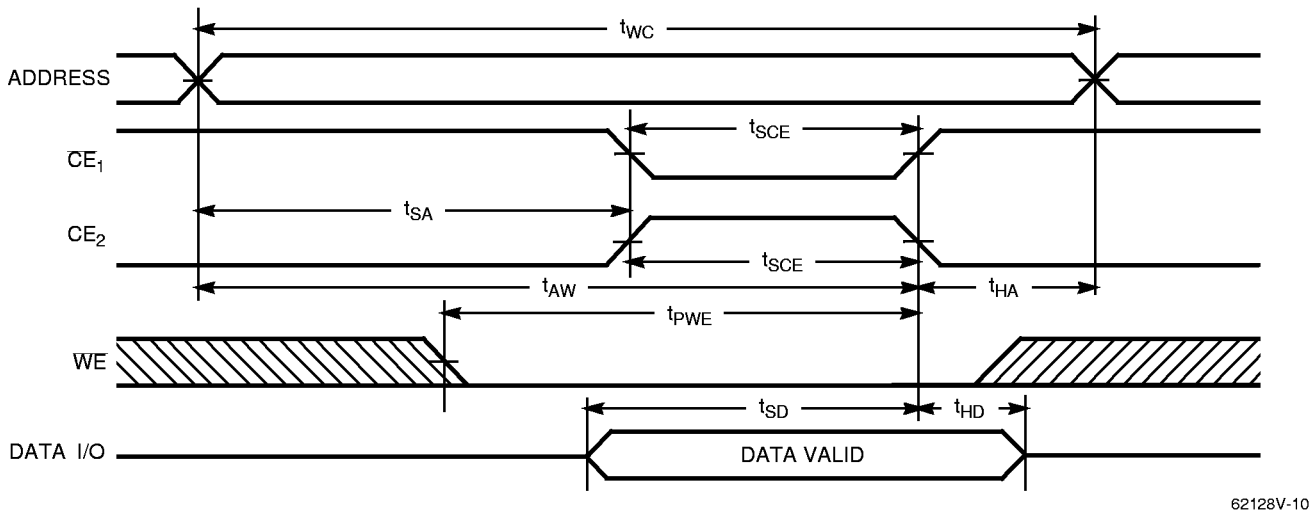 tWC
ADDRESS
tSCE
CE1
tSA
CE2
tSCE
tAW
tHA
tPWE
WE
tSD
tHD
DATA I/O
DATA VALID
62128V-10